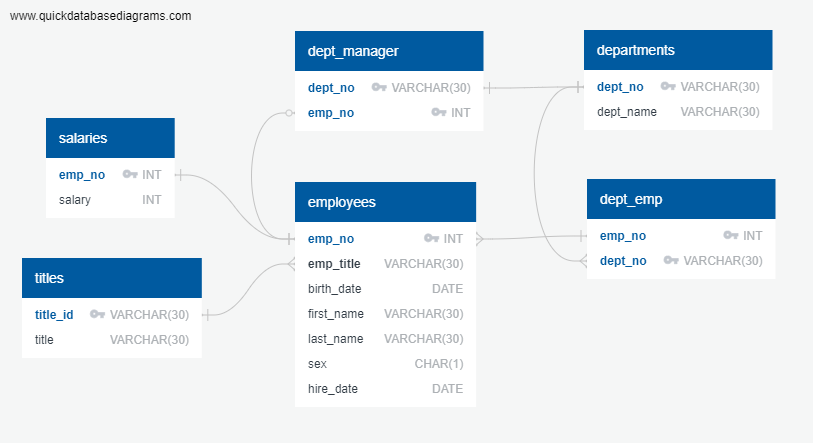 www.quickdatabasediagrams.com
dept_manager
dept_no VARCHAR(30)
emp_no INT
departments
dept_no VARCHAR(30)
dept_name VARCHAR(30)
salaries
emp_no INT
salary INT
employees
emp_no INT
emp_title VARCHAR(30)
birth_date DATE
first_name VARCHAR(30)
last_name VARCHAR(30)
sex CHAR(1)
hire_date DATE
dept_emp
emp_no INT
dept_no VARCHAR(30)
titles
title_id VARCHAR(30)
title VARCHAR(30)